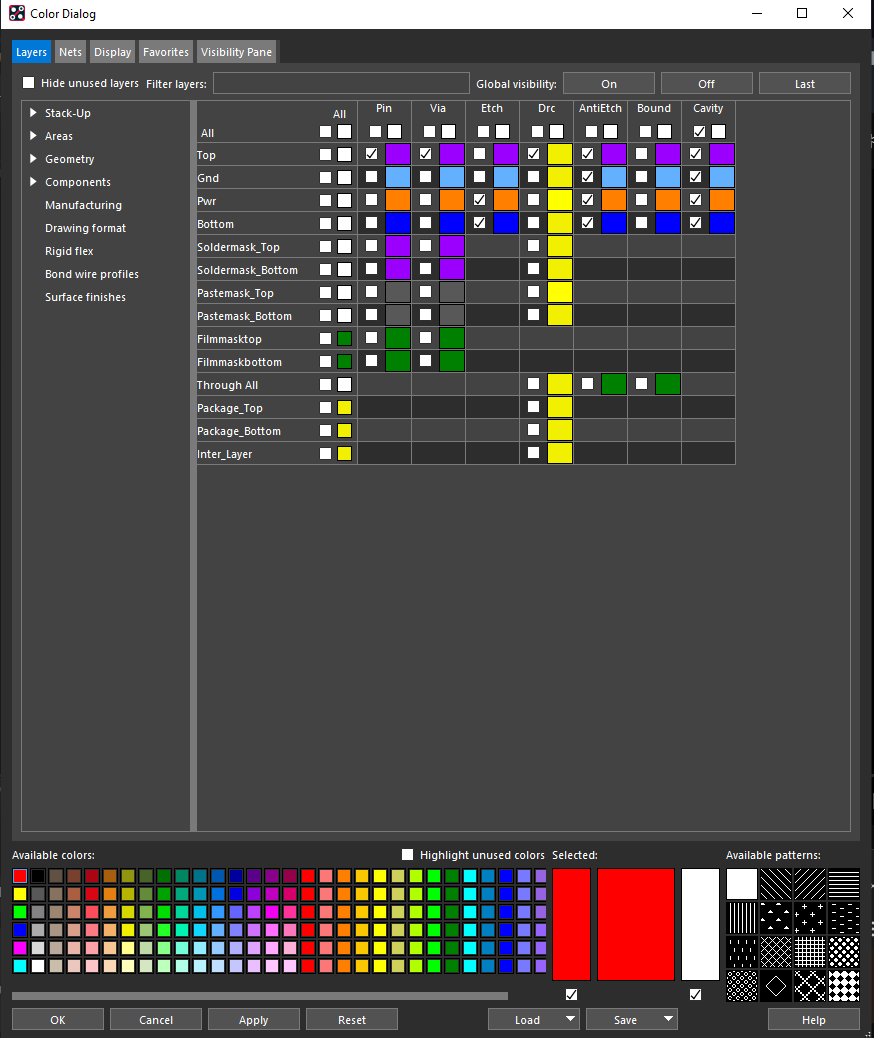 Color Dialog
Layers Nets Display Favorites Visibility Pane
Hide unused layers Filter layers: Global visibility: On Off Last
Stack-Up
Areas
Geometry
Components
Manufacturing
Drawing format
Rigid flex
Bond wire profiles
Surface finishes
All Pin Via Etch Drc AntiEtch Bound Cavity
All
Top
Gnd
Pwr
Bottom
Soldermask_Top
Soldermask_Bottom
Pastemask_Top
Pastemask_Bottom
Filmmasktop
Filmmaskbottom
Through All
Package_Top
Package_Bottom
Inter_Layer
Available colors: Highlight unused colors Selected: Available patterns:
OK Cancel Apply Reset Load Save Help